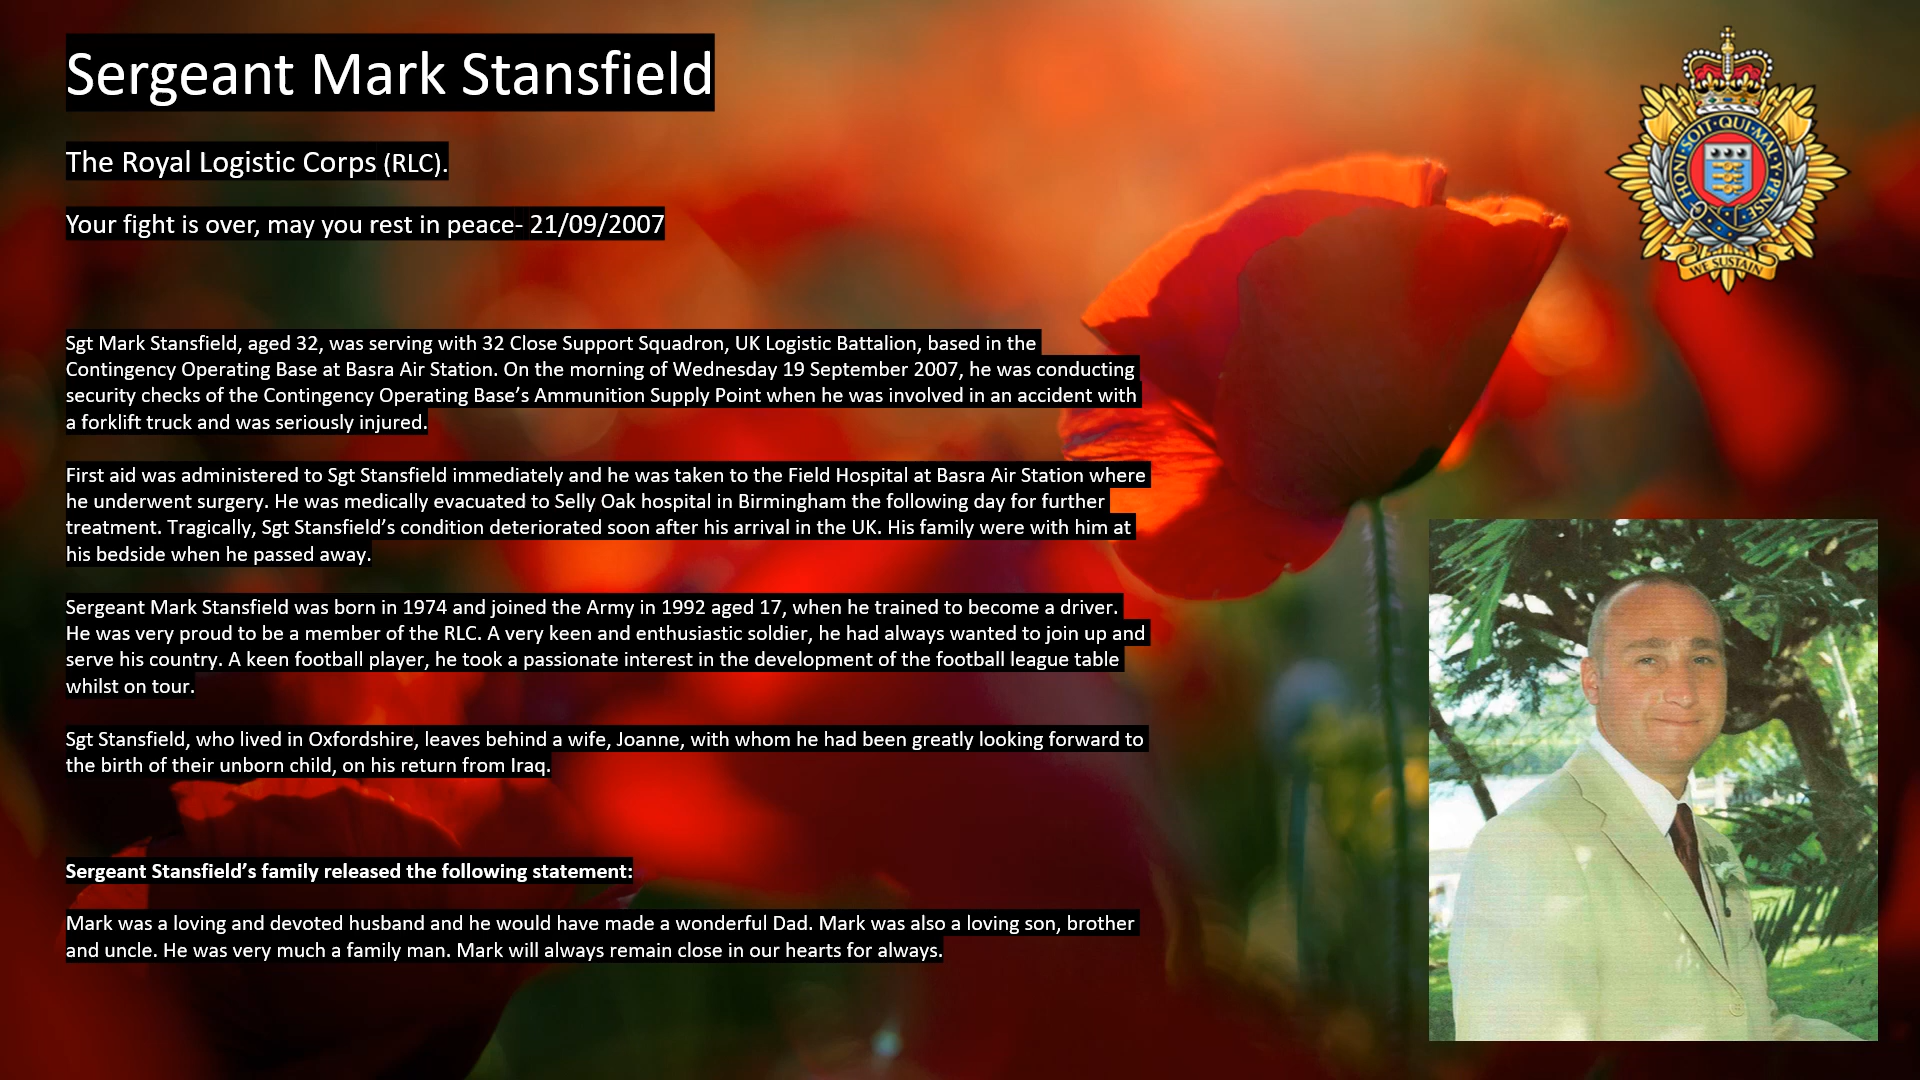 Sergeant Mark Stansfield
The Royal Logistic Corps (RLC).
Your fight is over, may you rest in peace- 21/09/2007
HONI·SOIT·QUI·MAL·Y·PENSE
WE SUSTAIN
Sgt Mark Stansfield, aged 32, was serving with 32 Close Support Squadron, UK Logistic Battalion, based in the
Contingency Operating Base at Basra Air Station. On the morning of Wednesday 19 September 2007, he was conducting
security checks of the Contingency Operating Base’s Ammunition Supply Point when he was involved in an accident with
a forklift truck and was seriously injured.
First aid was administered to Sgt Stansfield immediately and he was taken to the Field Hospital at Basra Air Station where
he underwent surgery. He was medically evacuated to Selly Oak hospital in Birmingham the following day for further
treatment. Tragically, Sgt Stansfield’s condition deteriorated soon after his arrival in the UK. His family were with him at
his bedside when he passed away.
Sergeant Mark Stansfield was born in 1974 and joined the Army in 1992 aged 17, when he trained to become a driver.
He was very proud to be a member of the RLC. A very keen and enthusiastic soldier, he had always wanted to join up and
serve his country. A keen football player, he took a passionate interest in the development of the football league table
whilst on tour.
Sgt Stansfield, who lived in Oxfordshire, leaves behind a wife, Joanne, with whom he had been greatly looking forward to
the birth of their unborn child, on his return from Iraq.
Sergeant Stansfield’s family released the following statement:
Mark was a loving and devoted husband and he would have made a wonderful Dad. Mark was also a loving son, brother
and uncle. He was very much a family man. Mark will always remain close in our hearts for always.